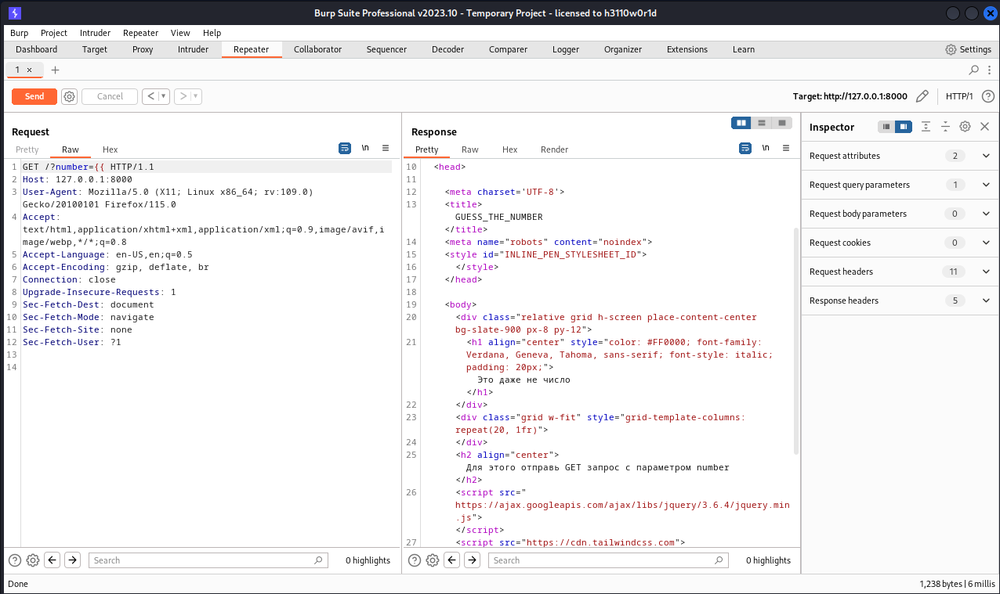 Burp Suite Professional v2023.10 - Temporary Project - licensed to h3110w0r1d
Burp Project Intruder Repeater View Help
Dashboard Target Proxy Intruder Repeater Collaborator Sequencer Decoder Comparer Logger Organizer Extensions Learn Settings
1 × +
Send Cancel < > Target: http://127.0.0.1:8000 HTTP/1 ?
Request
Pretty Raw Hex \n
1 GET /?number={{ HTTP/1.1
2 Host: 127.0.0.1:8000
3 User-Agent: Mozilla/5.0 (X11; Linux x86_64; rv:109.0)
Gecko/20100101 Firefox/115.0
4 Accept:
text/html,application/xhtml+xml,application/xml;q=0.9,image/avif,i
mage/webp,*/*;q=0.8
5 Accept-Language: en-US,en;q=0.5
6 Accept-Encoding: gzip, deflate, br
7 Connection: close
8 Upgrade-Insecure-Requests: 1
9 Sec-Fetch-Dest: document
10 Sec-Fetch-Mode: navigate
11 Sec-Fetch-Site: none
12 Sec-Fetch-User: ?1
13
14
Search 0 highlights
Response
Pretty Raw Hex Render \n
10 <head>
11
12 <meta charset='UTF-8'>
13 <title>
GUESS_THE_NUMBER
</title>
14 <meta name="robots" content="noindex">
15 <style id="INLINE_PEN_STYLESHEET_ID">
16 </style>
17 </head>
18
19 <body>
20 <div class="relative grid h-screen place-content-center
bg-slate-900 px-8 py-12">
21 <h1 align="center" style="color: #FF0000; font-family:
Verdana, Geneva, Tahoma, sans-serif; font-style: italic;
padding: 20px;">
Это даже не число
</h1>
22 </div>
23 <div class="grid w-fit" style="grid-template-columns:
repeat(20, 1fr)">
24 </div>
25 <h2 align="center">
Для этого отправь GET запрос с параметром number
</h2>
26 <script src="
https://ajax.googleapis.com/ajax/libs/jquery/3.6.4/jquery.min
.js">
</script>
27 <script src="https://cdn.tailwindcss.com">
Search 0 highlights
Inspector
Request attributes 2
Request query parameters 1
Request body parameters 0
Request cookies 0
Request headers 11
Response headers 5
Done 1,238 bytes | 6 millis